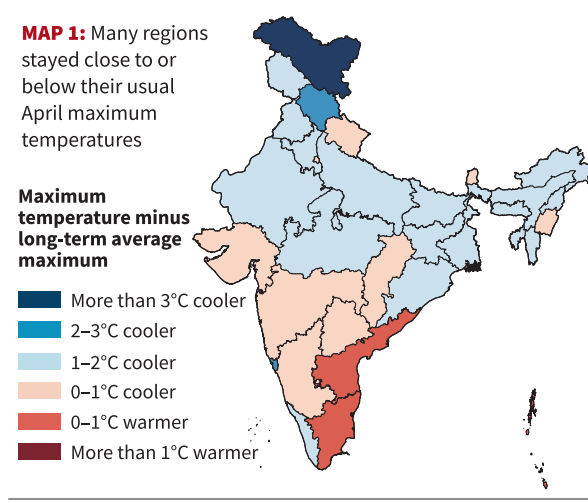 MAP 1: Many regions
stayed close to or
below their usual
April maximum
temperatures
Maximum
temperature minus
long-term average
maximum
More than 3°C cooler
2–3°C cooler
1–2°C cooler
0–1°C cooler
0–1°C warmer
More than 1°C warmer